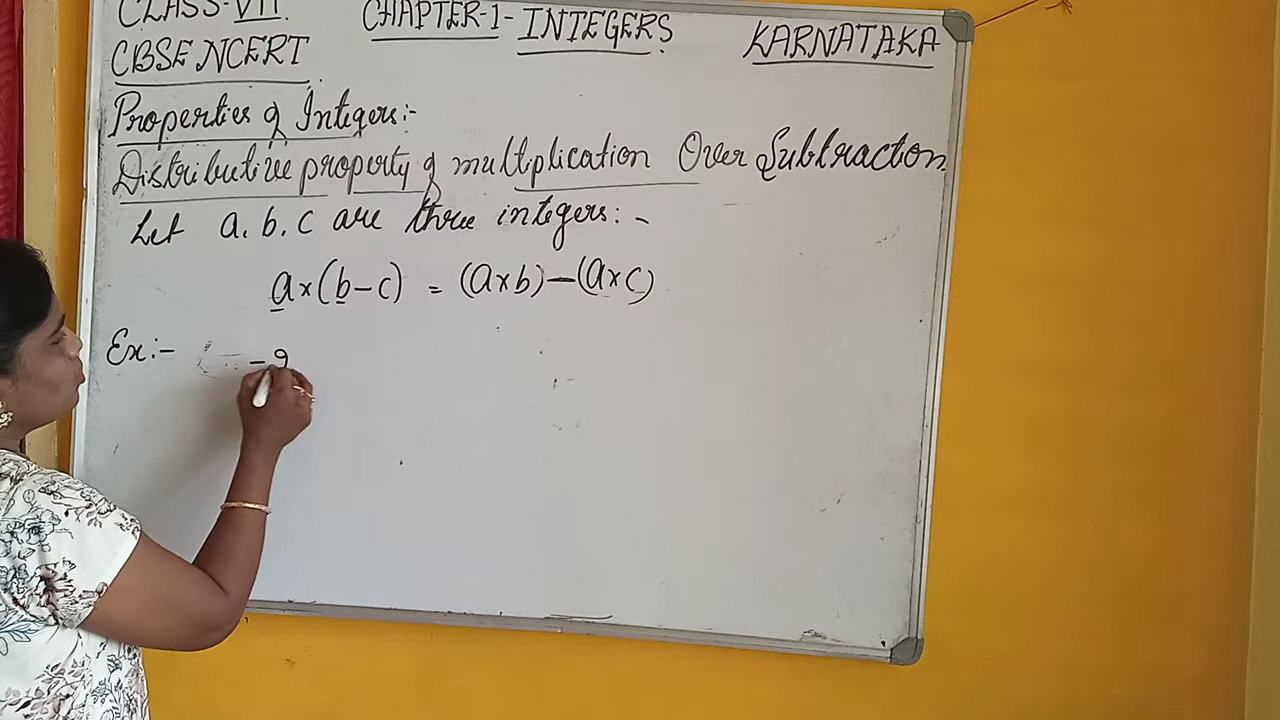 CLASS-VII. CHAPTER-1- INTEGERS.
CBSE NCERT KARNATAKA
Properties of Integers:-
Distributive property of multiplication Over Subtraction.
Let a, b, c are three integers: -
a×(b-c) = (a×b)-(a×c)
Ex:- -9